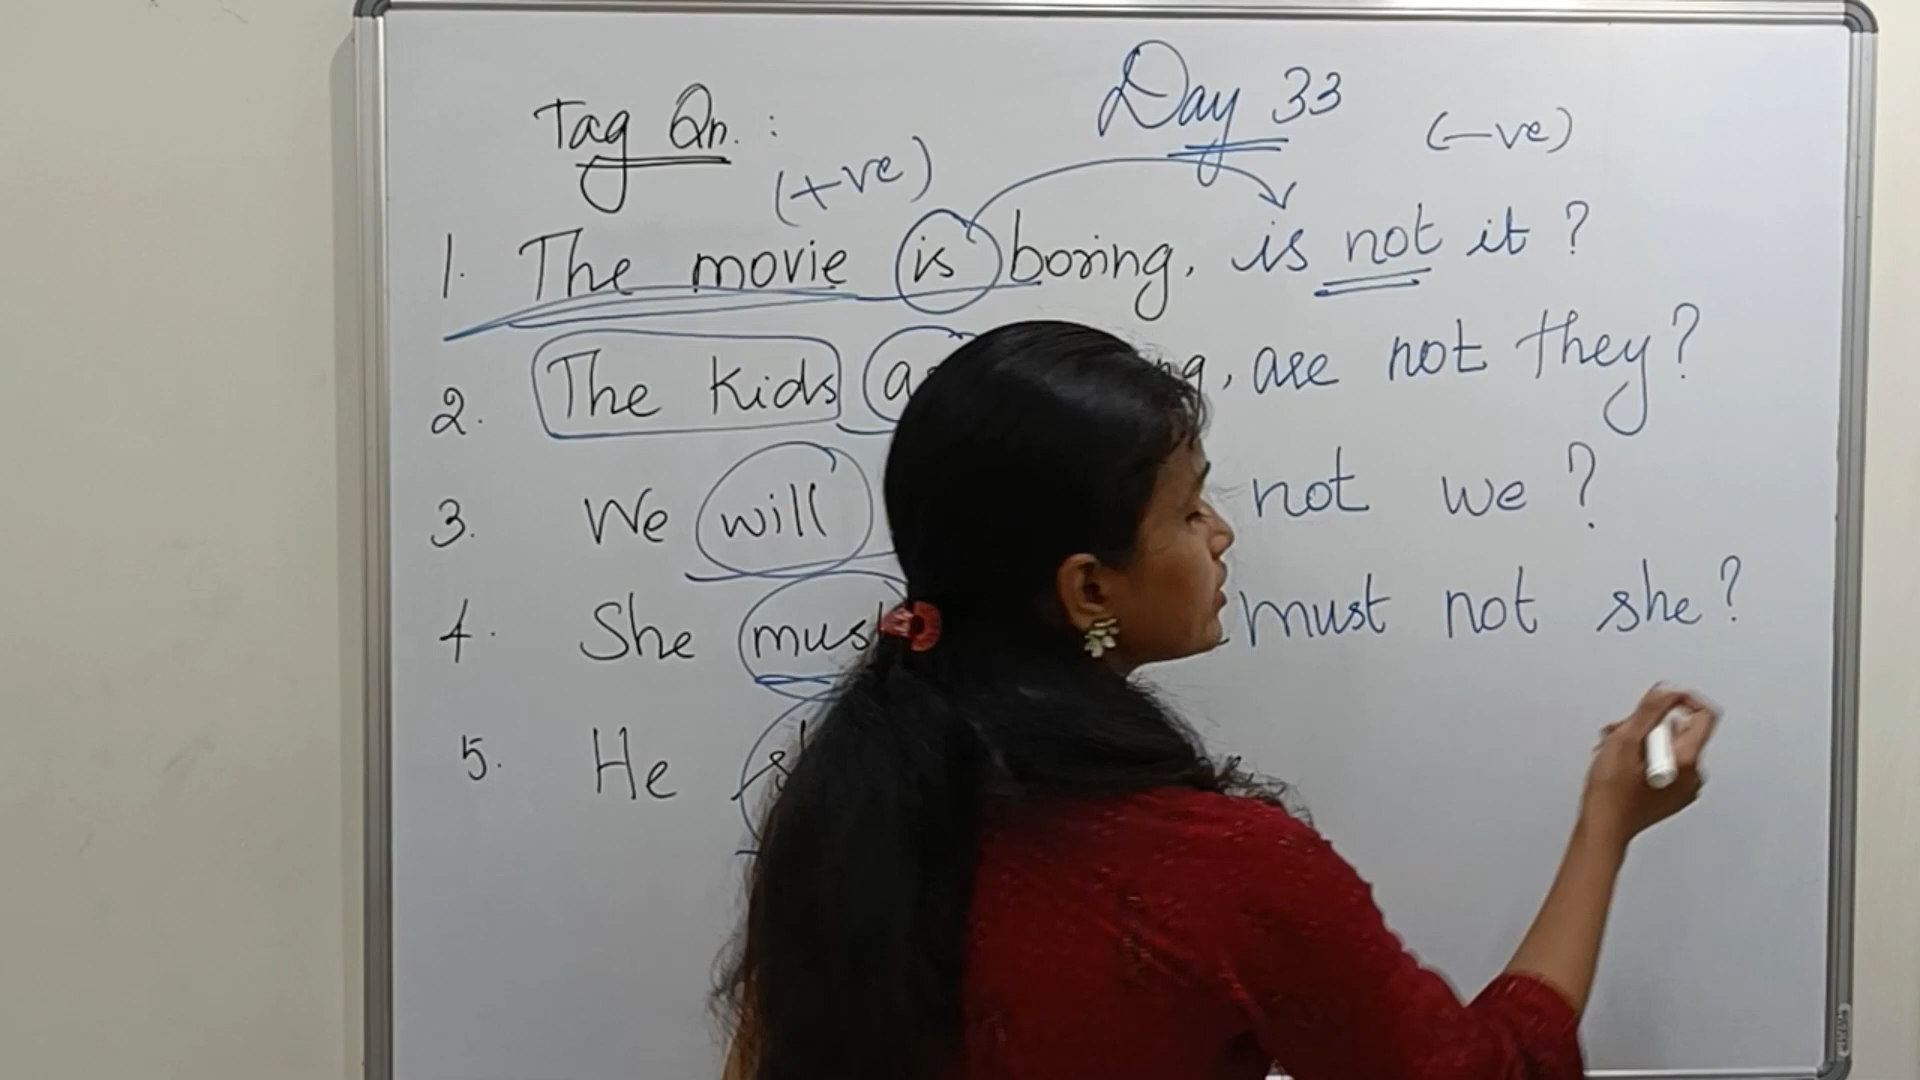 Tag Qn. : Day 33
(+ve) (-ve)
1. The movie is boring, is not it ?
2. The Kids , are not they ?
3. We will not we ?
4. She must not she ?
5. He